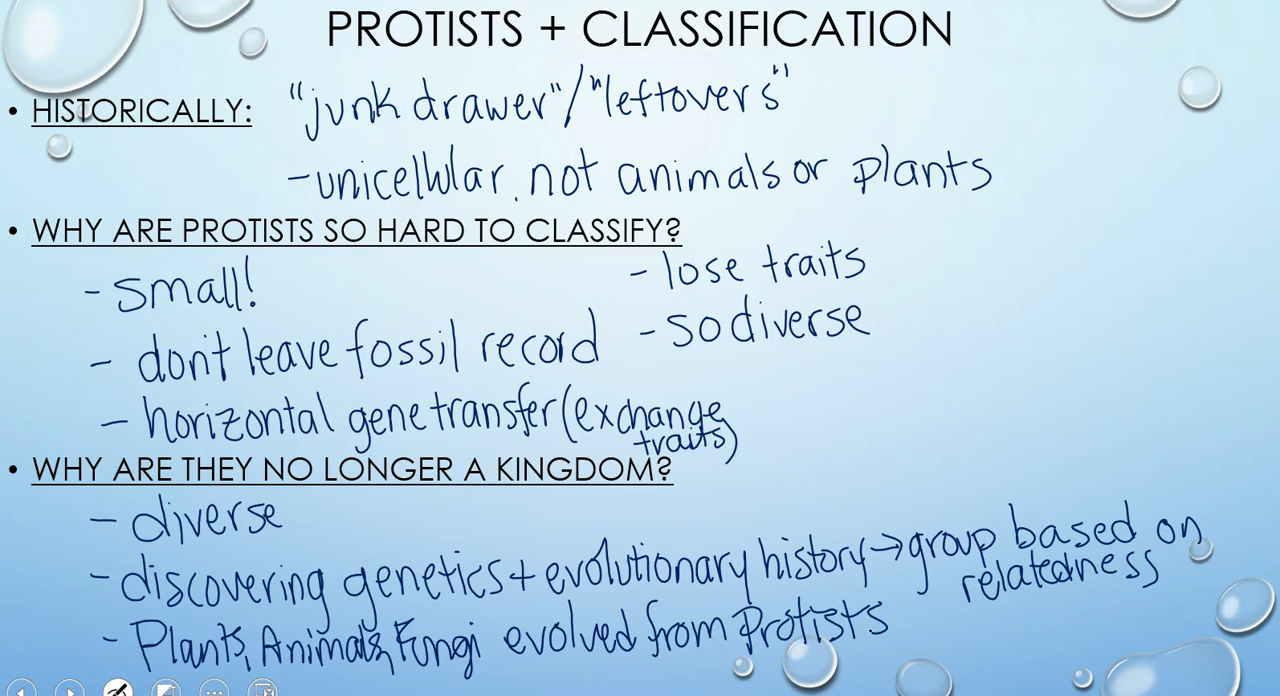 PROTISTS + CLASSIFICATION
• HISTORICALLY: "junk drawer"/"leftovers"
- unicellular, not animals or plants
• WHY ARE PROTISTS SO HARD TO CLASSIFY?
- small!
- don't leave fossil record
- horizontal gene transfer (exchange
traits)
- lose traits
- so diverse
• WHY ARE THEY NO LONGER A KINGDOM?
- diverse
- discovering genetics + evolutionary history → group based on
relatedness
- Plants, Animals, Fungi evolved from Protists